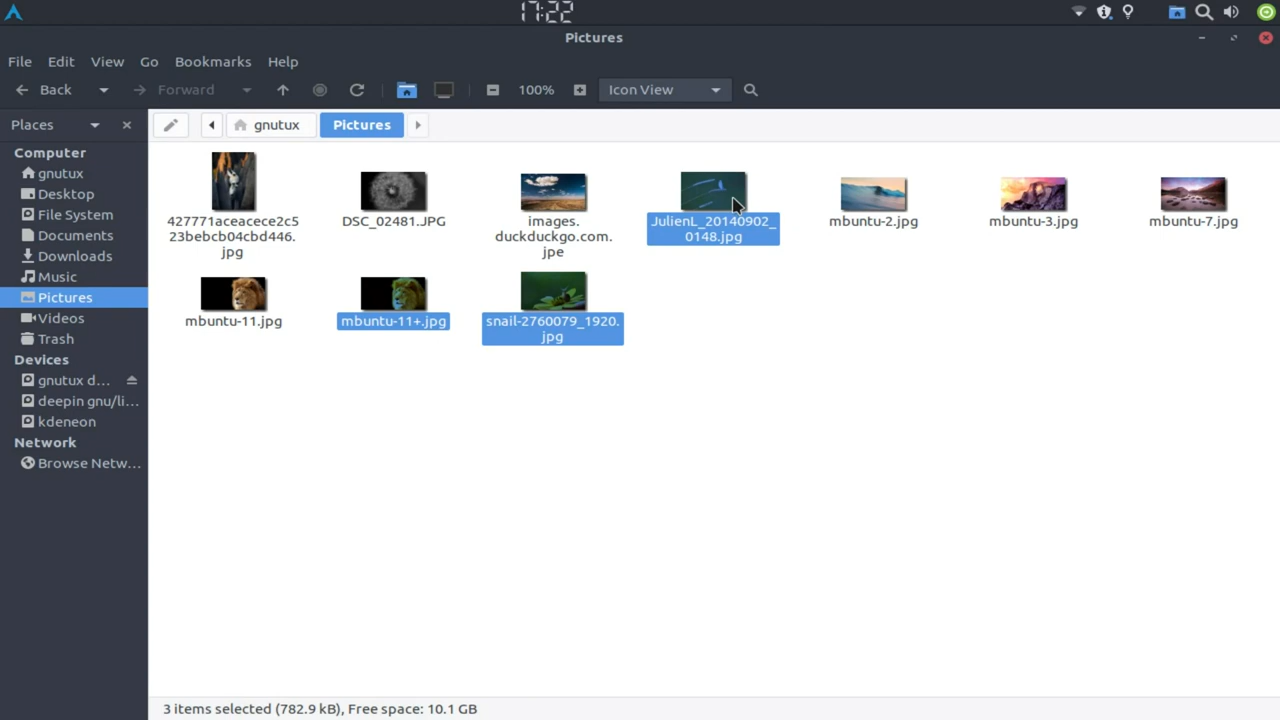 17:22
Pictures
File Edit View Go Bookmarks Help
Back Forward 100% Icon View
Places
gnutux Pictures
Computer
gnutux
Desktop
File System
Documents
Downloads
Music
Pictures
Videos
Trash
Devices
gnutux d...
deepin gnu/li...
kdeneon
Network
Browse Netw...
427771aceacece2c5
23bebcb04cbd446.
jpg
DSC_02481.JPG
images.
duckduckgo.com.
jpe
JulienL_20140902_
0148.jpg
mbuntu-2.jpg
mbuntu-3.jpg
mbuntu-7.jpg
mbuntu-11.jpg
mbuntu-11+.jpg
snail-2760079_1920.
jpg
3 items selected (782.9 kB), Free space: 10.1 GB